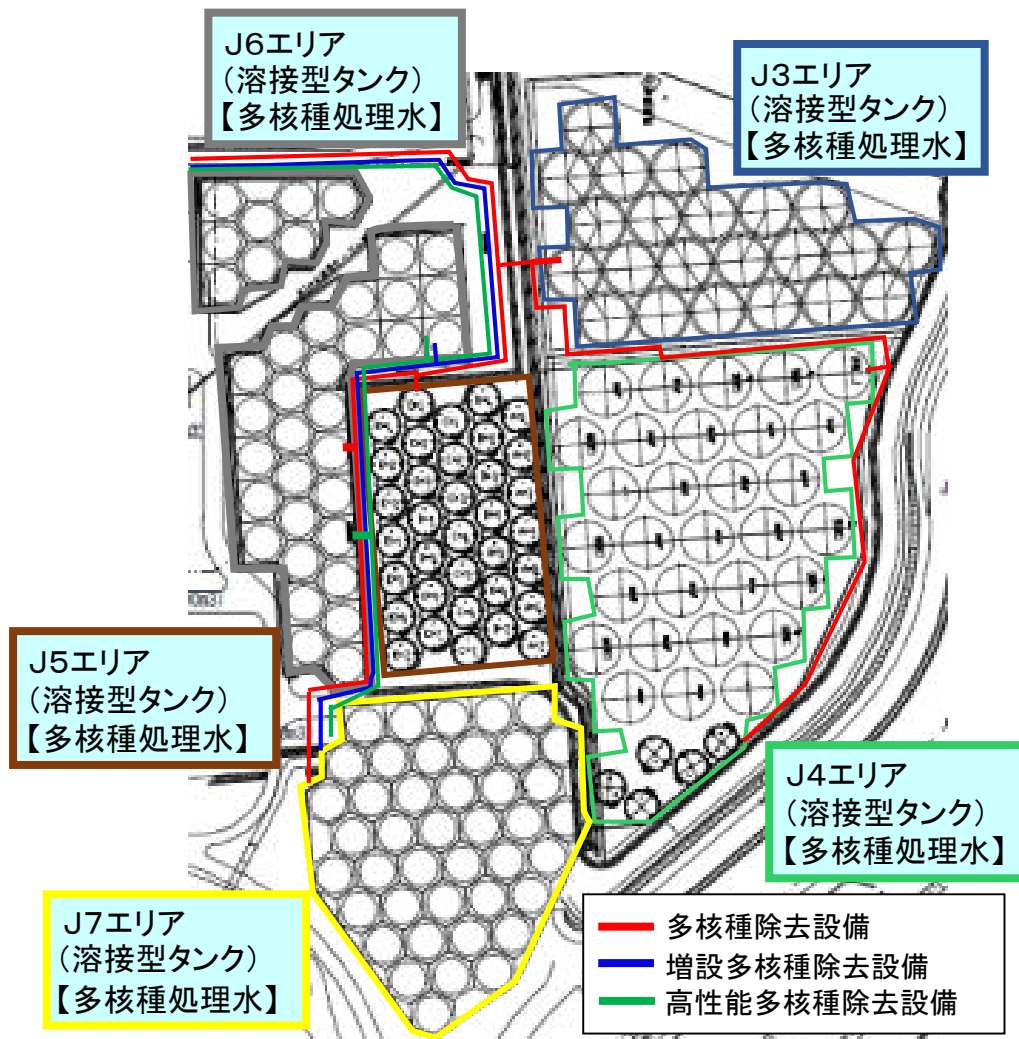 J6エリア
(溶接型タンク)
【多核種処理水】
J3エリア
(溶接型タンク)
【多核種処理水】
J5エリア
(溶接型タンク)
【多核種処理水】
J4エリア
(溶接型タンク)
【多核種処理水】
J7エリア
(溶接型タンク)
【多核種処理水】
多核種除去設備
増設多核種除去設備
高性能多核種除去設備